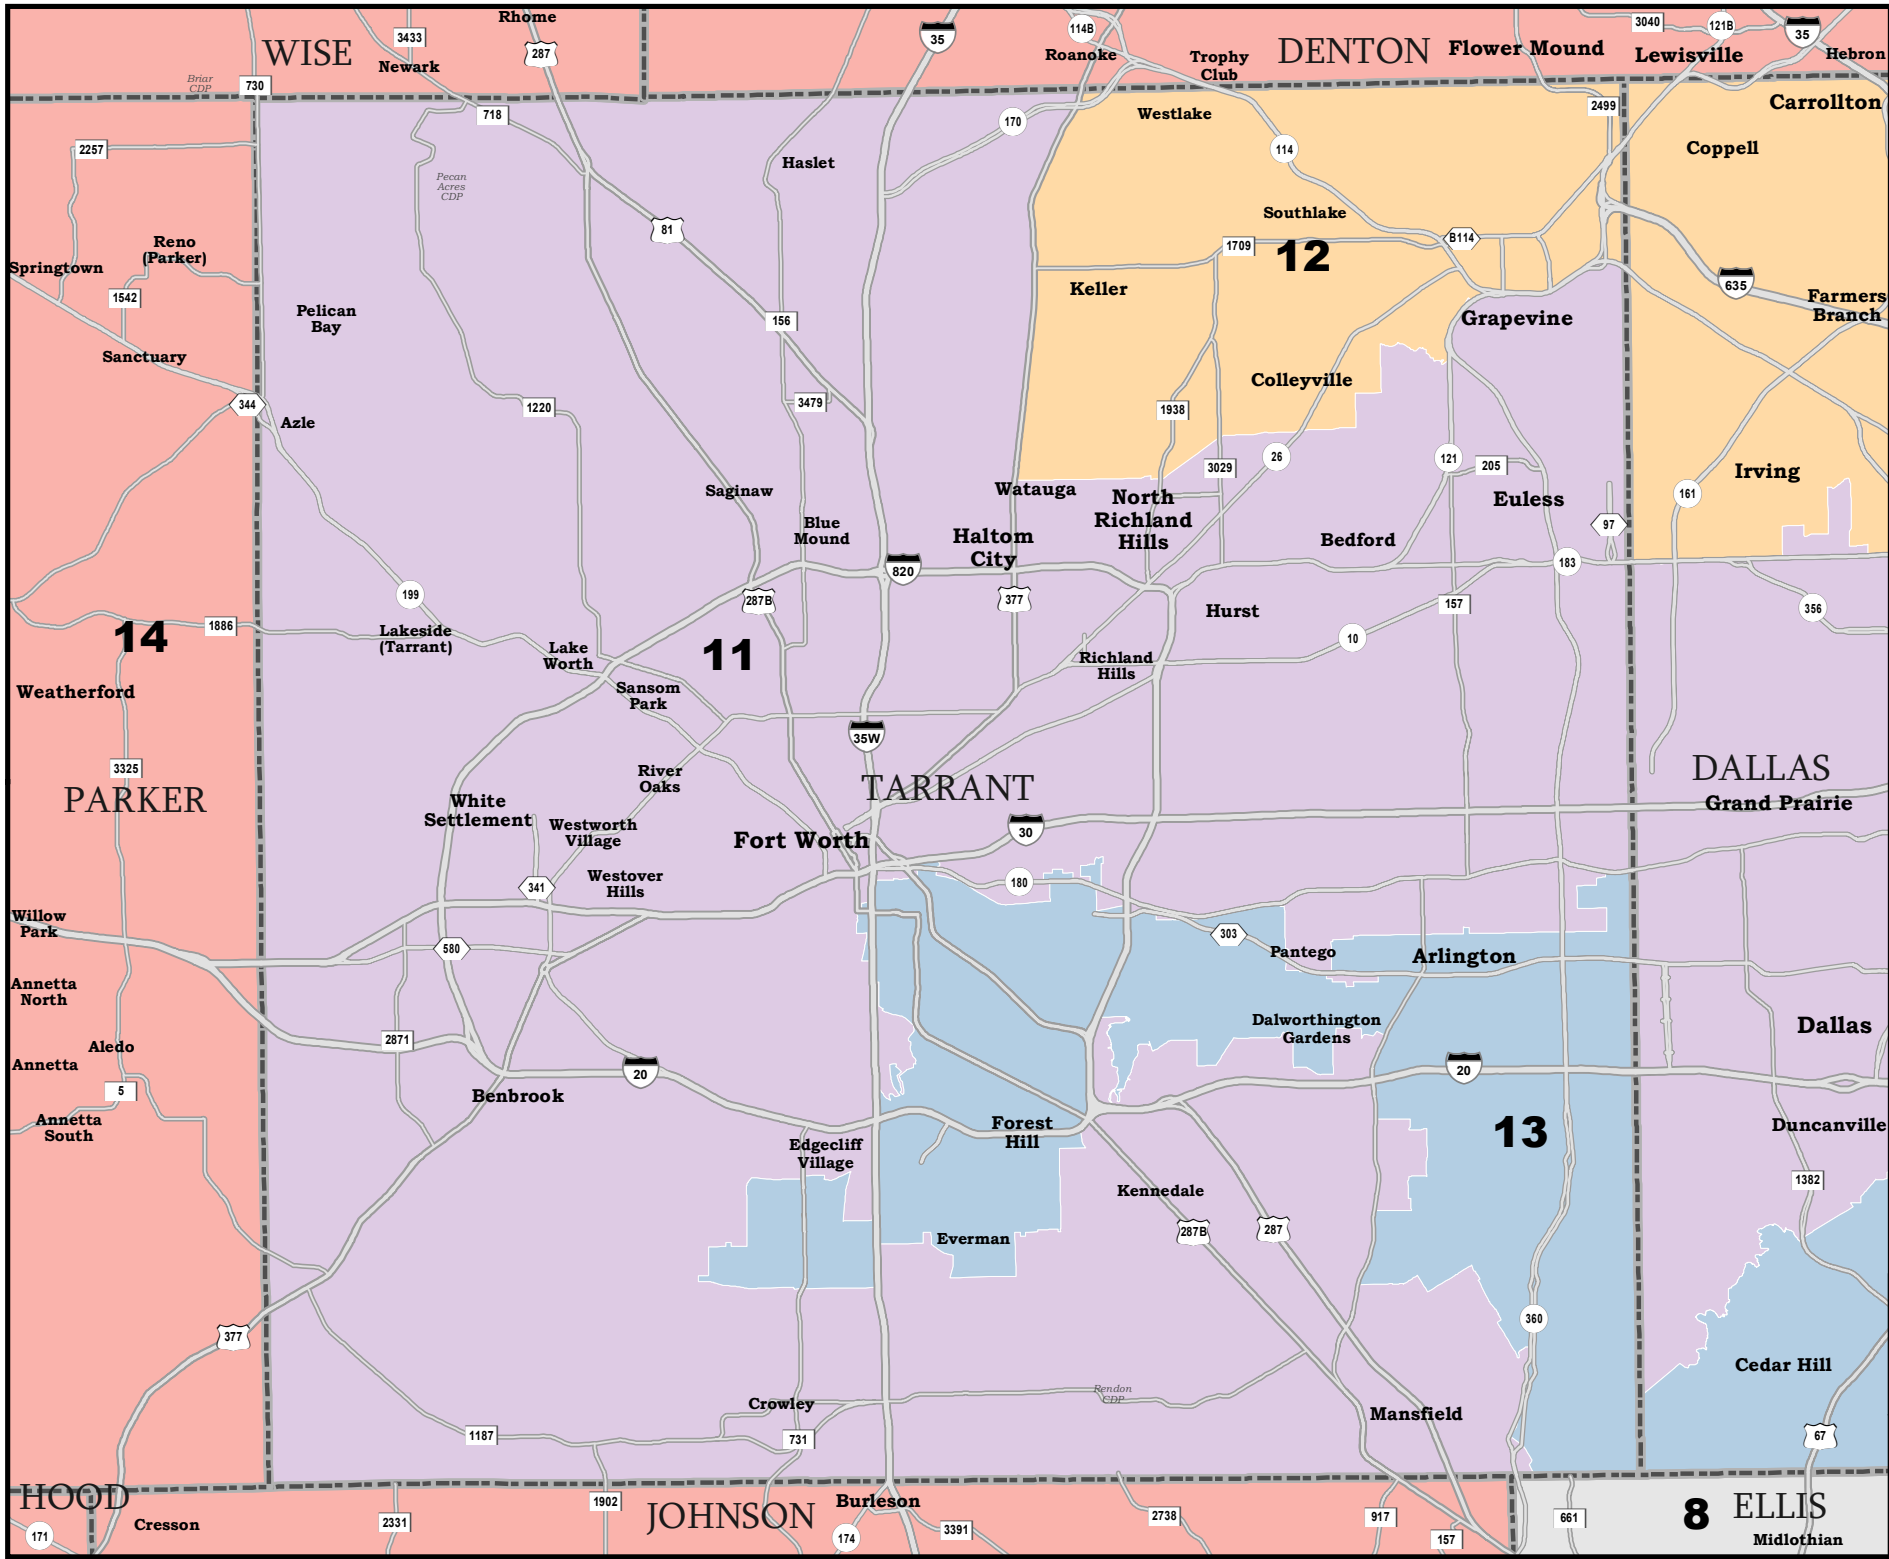 Rhome
3433
WISE
287
Newark
Briar
CDP
730
35
114B
Roanoke
Trophy
Club
DENTON
Flower Mound
3040
121B
Lewisville
35
Hebron
718
170
Westlake
2499
Carrollton
2257
Haslet
114
Coppell
Pecan
Acres
CDP
81
Southlake
B114
1709
12
Reno
(Parker)
Springtown
1542
Keller
635
Farmers
Branch
Pelican
Bay
156
Grapevine
Sanctuary
Colleyville
344
Azle
1220
3479
1938
26
3029
121
205
Irving
161
Saginaw
Watauga
North
Richland
Hills
Euless
97
Blue
Mound
Haltom
City
Bedford
820
183
199
287B
377
Hurst
157
356
14
1886
Lakeside
(Tarrant)
Lake
Worth
11
10
Richland
Hills
Weatherford
Sansom
Park
35W
3325
PARKER
River
Oaks
TARRANT
DALLAS
Grand Prairie
White
Settlement
Westworth
Village
Fort Worth
30
341
Westover
Hills
180
Willow
Park
580
303
Pantego
Arlington
Annetta
North
Dalworthington
Gardens
Dallas
2871
Aledo
Annetta
5
20
20
Benbrook
Annetta
South
Edgecliff
Village
Forest
Hill
13
Duncanville
Kennedale
1382
287B
287
Everman
360
377
Cedar Hill
Rendon
CDP
Crowley
Mansfield
1187
731
67
HOOD
1902
JOHNSON
Burleson
8
ELLIS
171
Cresson
2331
174
3391
2738
917
157
661
Midlothian